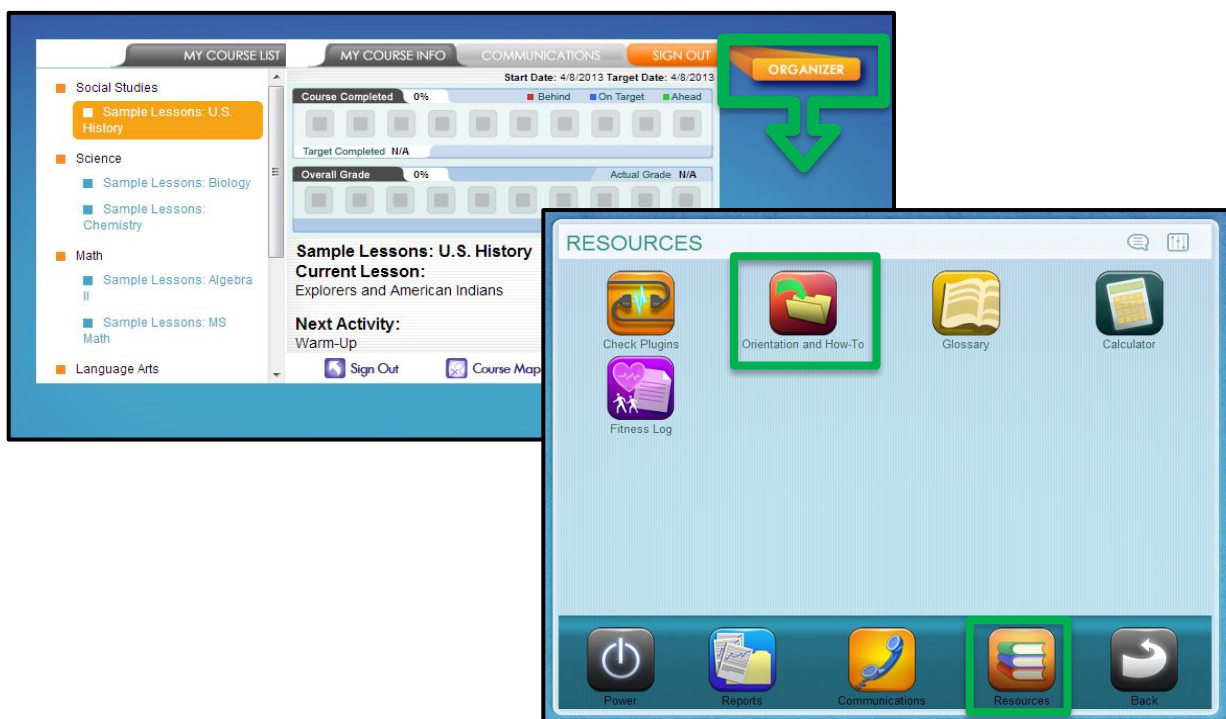 MY COURSE LIST
MY COURSE INFO
COMMUNICATIONS
SIGN OUT
ORGANIZER
Social Studies
Sample Lessons: U.S.
History
Science
Sample Lessons: Biology
Sample Lessons:
Chemistry
Math
Sample Lessons: Algebra
II
Sample Lessons: MS
Math
Language Arts
Start Date: 4/8/2013 Target Date: 4/8/2013
Course Completed 0% Behind On Target Ahead
Target Completed N/A
Overall Grade 0% Actual Grade N/A
Sample Lessons: U.S. History
Current Lesson:
Explorers and American Indians
Next Activity:
Warm-Up
Sign Out Course Map
RESOURCES
Check Plugins
Orientation and How-To
Glossary
Calculator
Fitness Log
Power
Reports
Communications
Resources
Back